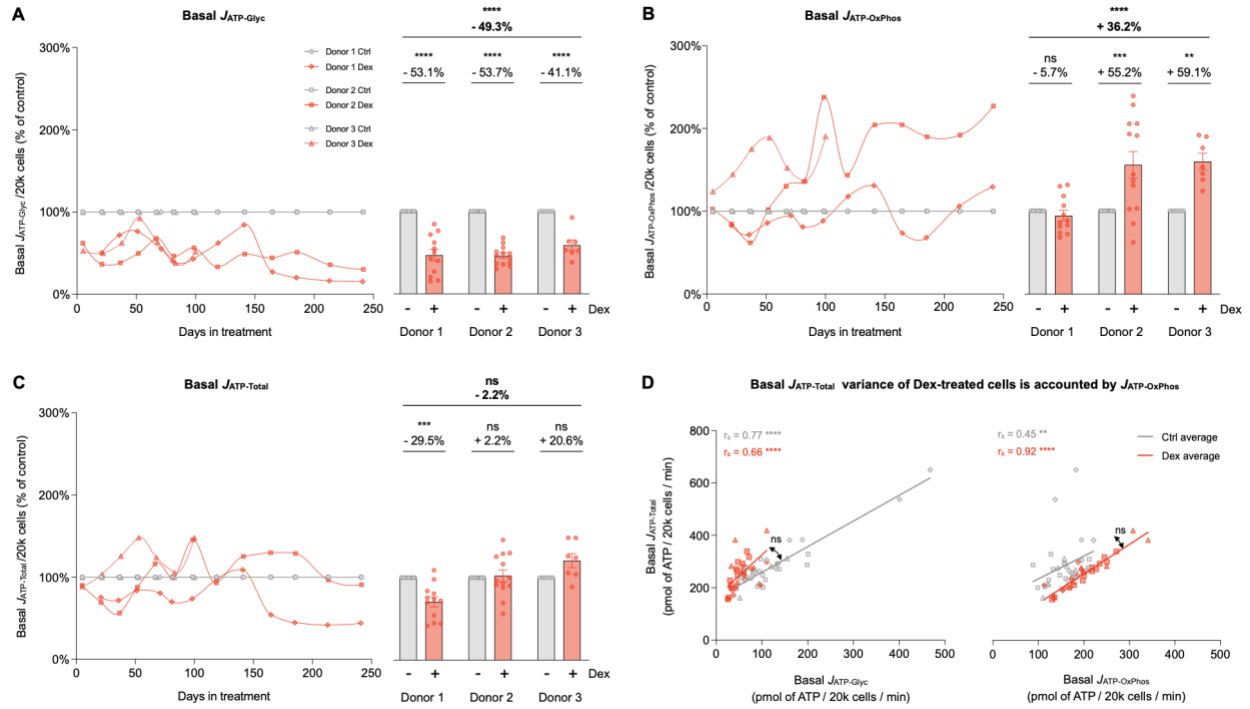 A
Basal JATP-Glyc
Basal JATP-Glyc /20k cells (% of control)
300%
200%
100%
0%
0 50 100 150 200 250
Days in treatment
Donor 1 Ctrl
Donor 1 Dex
Donor 2 Ctrl
Donor 2 Dex
Donor 3 Ctrl
Donor 3 Dex
****
- 49.3%
**** **** ****
- 53.1% - 53.7% - 41.1%
- + - + - + Dex
Donor 1 Donor 2 Donor 3
B
Basal JATP-OxPhos
Basal JATP-OxPhos /20k cells (% of control)
300%
200%
100%
0%
0 50 100 150 200 250
Days in treatment
****
+ 36.2%
ns *** **
- 5.7% + 55.2% + 59.1%
- + - + - + Dex
Donor 1 Donor 2 Donor 3
C
Basal JATP-Total
Basal JATP-Total /20k cells (% of control)
300%
200%
100%
0%
0 50 100 150 200 250
Days in treatment
ns
- 2.2%
*** ns ns
- 29.5% + 2.2% + 20.6%
- + - + - + Dex
Donor 1 Donor 2 Donor 3
D
Basal JATP-Total variance of Dex-treated cells is accounted by JATP-OxPhos
Basal JATP-Total
(pmol of ATP / 20k cells / min)
800
600
400
200
0
rs = 0.77 ****
rs = 0.66 ****
ns
0 100 200 300 400 500
Basal JATP-Glyc
(pmol of ATP / 20k cells / min)
rs = 0.45 **
rs = 0.92 ****
ns
Ctrl average
Dex average
0 100 200 300 400 500
Basal JATP-OxPhos
(pmol of ATP / 20k cells / min)